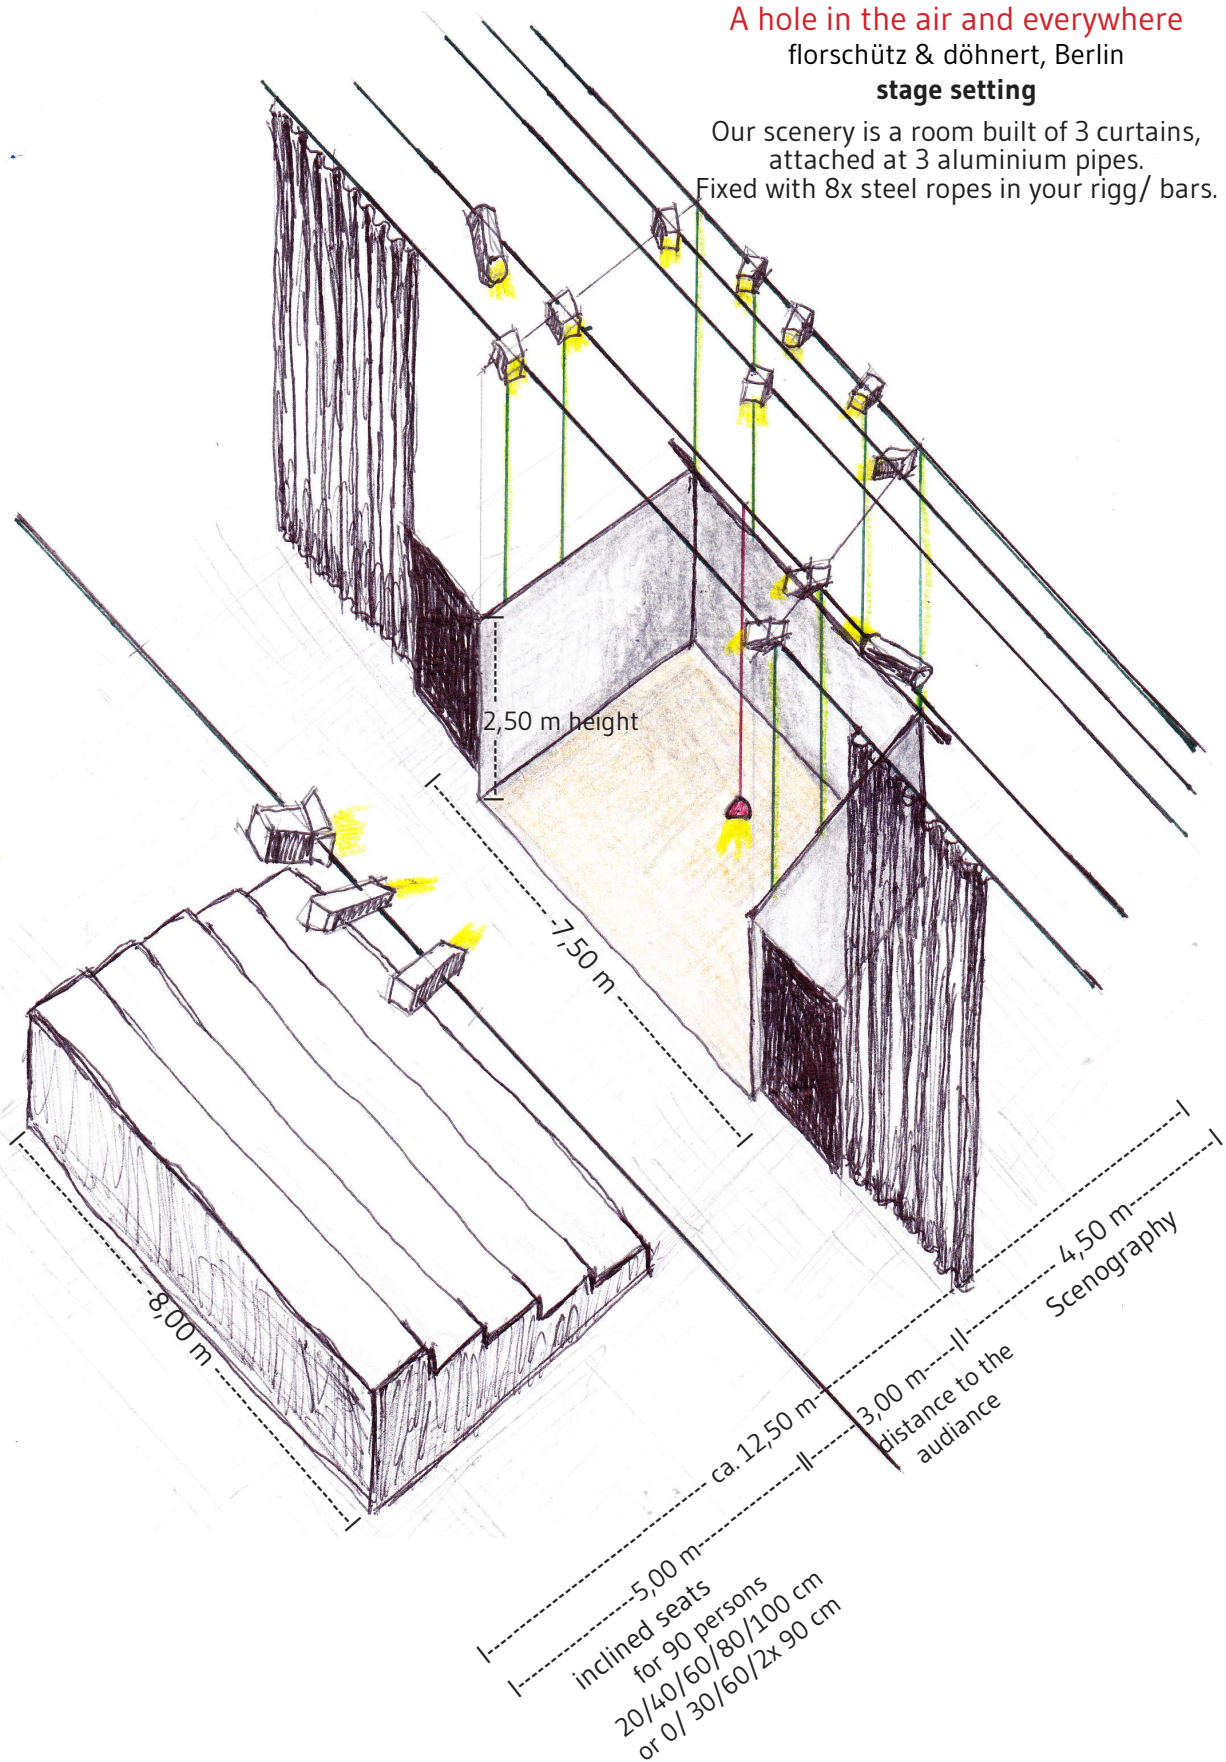 A hole in the air and everywhere
florschütz & döhnert, Berlin
stage setting
Our scenery is a room built of 3 curtains,
attached at 3 aluminium pipes.
Fixed with 8x steel ropes in your rigg/ bars.
2,50 m height
7,50 m
8,00 m
4,50 m
Scenography
3,00 m
distance to the
audiance
ca. 12,50 m
5,00 m
inclined seats
for 90 persons
20/40/60/80/100 cm
or 0/ 30/60/2x 90 cm